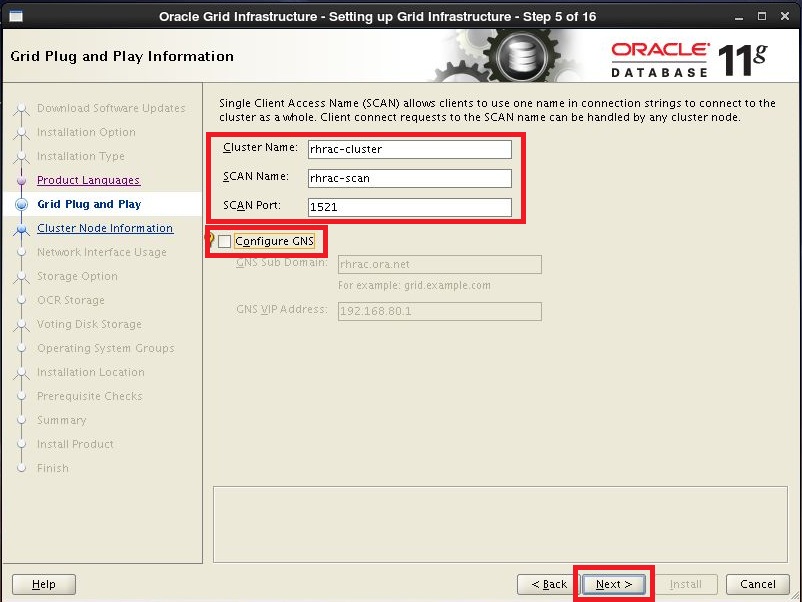 Oracle Grid Infrastructure - Setting up Grid Infrastructure - Step 5 of 16
Grid Plug and Play Information
ORACLE
DATABASE 11g
Download Software Updates
Installation Option
Installation Type
Product Languages
Grid Plug and Play
Cluster Node Information
Network Interface Usage
Storage Option
OCR Storage
Voting Disk Storage
Operating System Groups
Installation Location
Prerequisite Checks
Summary
Install Product
Finish
Single Client Access Name (SCAN) allows clients to use one name in connection strings to connect to the
cluster as a whole. Client connect requests to the SCAN name can be handled by any cluster node.
Cluster Name: rhrac-cluster
SCAN Name: rhrac-scan
SCAN Port: 1521
Configure GNS
GNS Sub Domain: rhrac.ora.net
For example: grid.example.com
GNS VIP Address: 192.168.80.1
Help
< Back
Next >
Install
Cancel